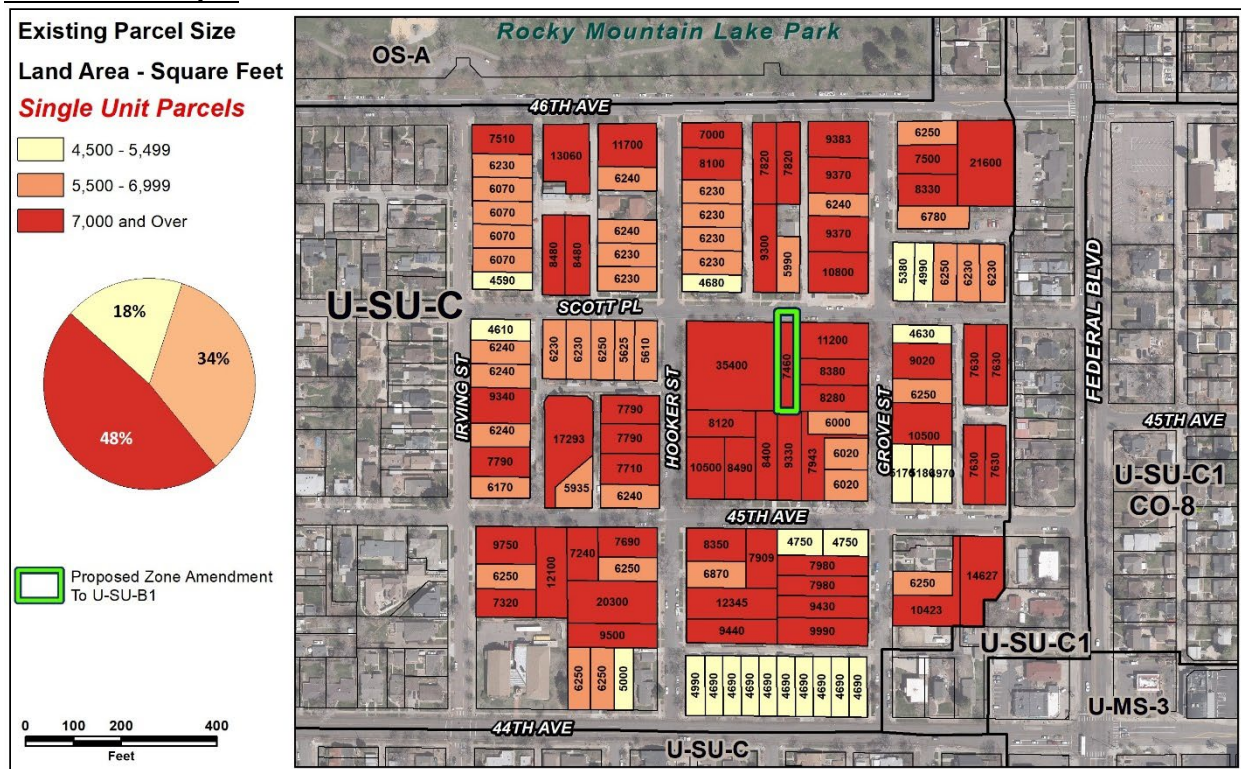 Existing Parcel Size
Land Area - Square Feet
Single Unit Parcels
4,500 - 5,499
5,500 - 6,999
7,000 and Over
18%
34%
48%
Proposed Zone Amendment
To U-SU-B1
0 100 200 400
Feet
Rocky Mountain Lake Park
OS-A
46TH AVE
7510
6230
6070
6070
6070
6070
4590
13060
8480 8480
11700
6240
6240
6230
6230
7000
8100
6230
6230
6230
6230
4680
7820 7820
9300
5990
9383
9370
6240
9370
10800
6250
7500
8330
21600
6780
5380 4990 6250 6230 6230
U-SU-C
SCOTT PL
IRVING ST
HOOKER ST
GROVE ST
FEDERAL BLVD
4610
6240
6240
9340
6240
7790
6170
6230 6230 6250 5625 5610
17293
5935
7790
7790
7710
6240
35400
7460
11200
8380
8280
8120
10500 8490 8400 9330 7943
6000
6020
6020
4630
9020
6250
10500
7630 7630
7630 7630
45TH AVE
45TH AVE
U-SU-C1
CO-8
9750
6250
7320
12100
7240
7690
6250
20300
9500
6250 6250 5000
8350
6870
7909
4750 4750
7980
7980
12345
9430
9440
9990
4990 4690 4690 4690 4690 4690 4690 4690
6250
10423
14627
U-SU-C1
U-MS-3
44TH AVE
U-SU-C